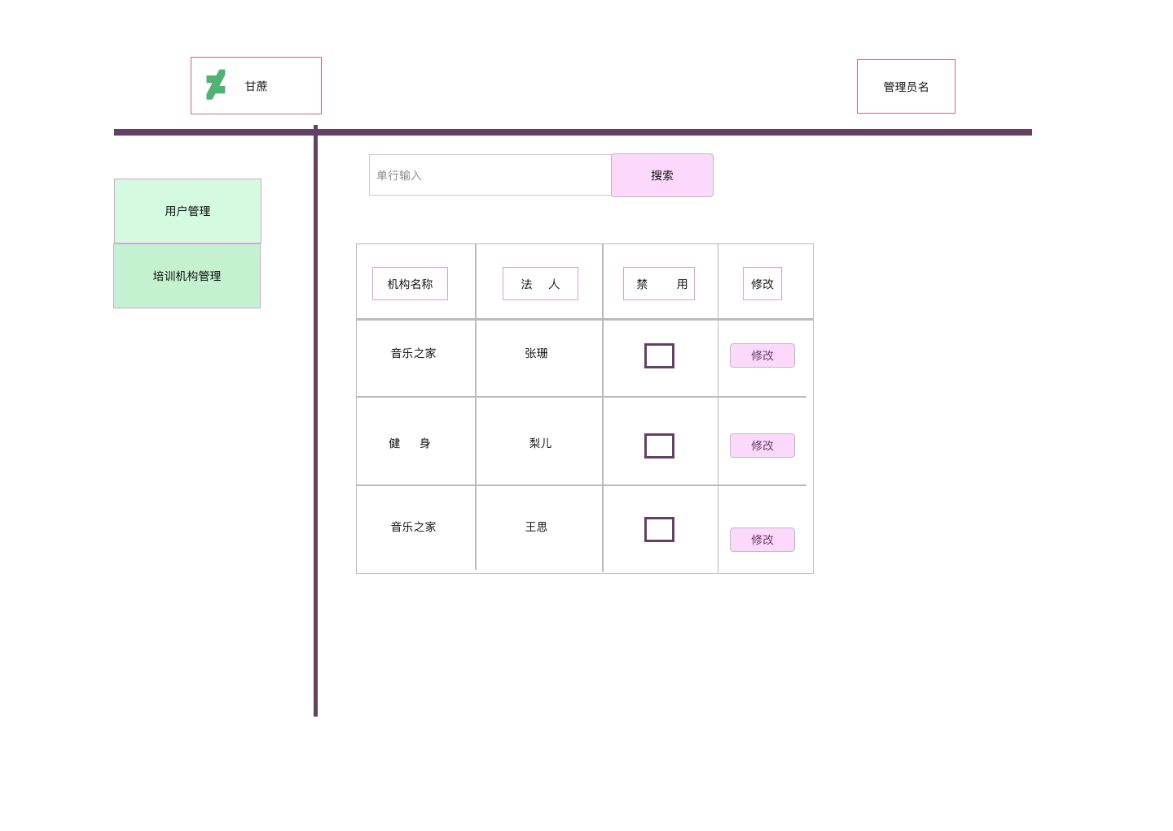 甘蔗
管理员名
单行输入
搜索
用户管理
培训机构管理
机构名称 法 人 禁 用 修改
音乐之家 张珊 修改
健 身 梨儿 修改
音乐之家 王思 修改